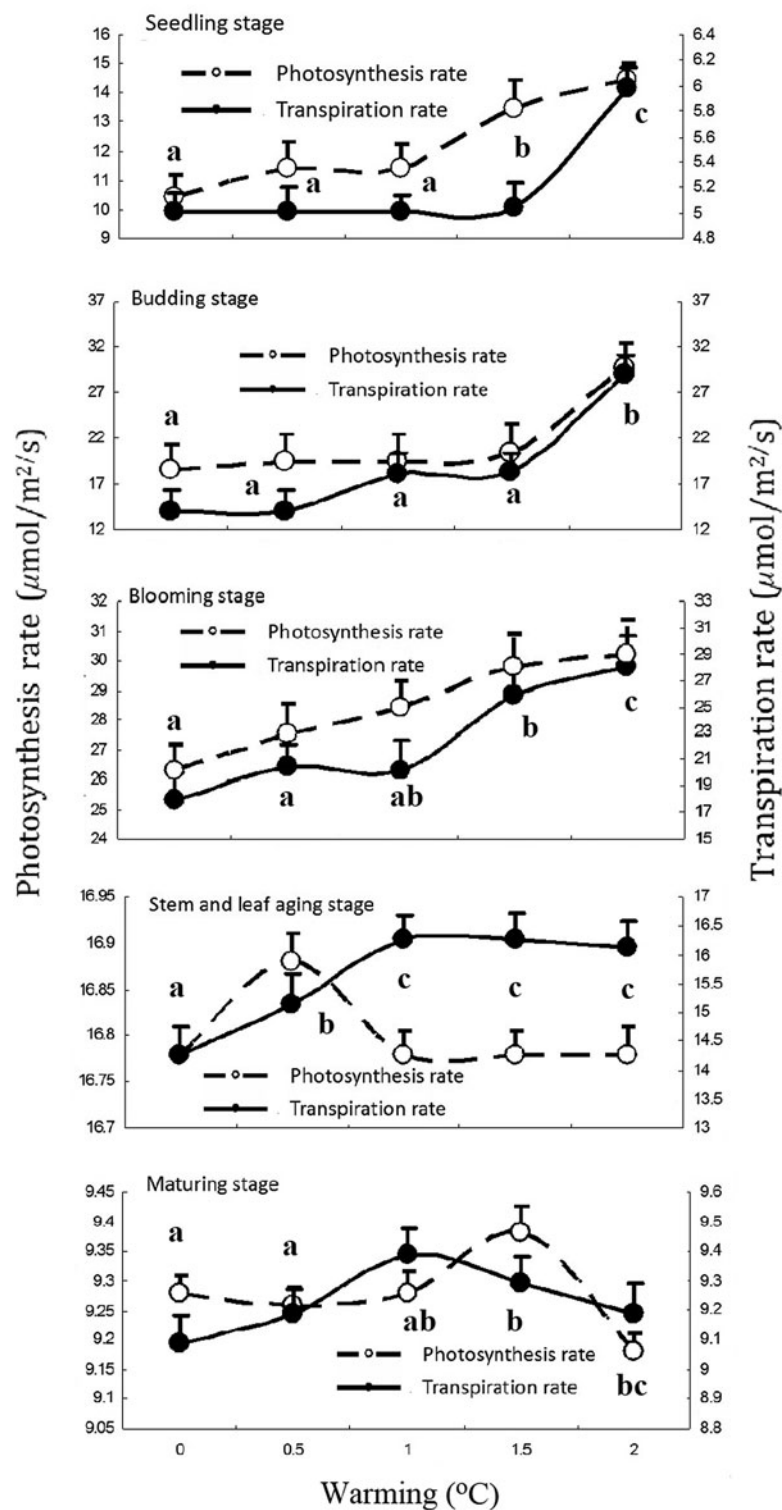 Seedling stage
16
15
14
13
12
11
10
9
Photosynthesis rate
Transpiration rate
a
a
a
b
c
6.4
6.2
6
5.8
5.6
5.4
5.2
5
4.8
Budding stage
37
32
27
22
17
12
Photosynthesis rate
Transpiration rate
a
a
a
a
b
37
32
27
22
17
12
Blooming stage
32
31
30
29
28
27
26
25
24
Photosynthesis rate
Transpiration rate
a
a
ab
b
c
33
31
29
27
25
23
21
19
17
15
Stem and leaf aging stage
16.95
16.9
16.85
16.8
16.75
16.7
a
b
c
c
c
Photosynthesis rate
Transpiration rate
17
16.5
16
15.5
15
14.5
14
13.5
13
Maturing stage
9.45
9.4
9.35
9.3
9.25
9.2
9.15
9.1
9.05
a
a
ab
b
bc
Photosynthesis rate
Transpiration rate
9.6
9.5
9.4
9.3
9.2
9.1
9
8.9
8.8
0 0.5 1 1.5 2
Warming (°C)
Photosynthesis rate (μmol/m²/s)
Transpiration rate (μmol/m²/s)